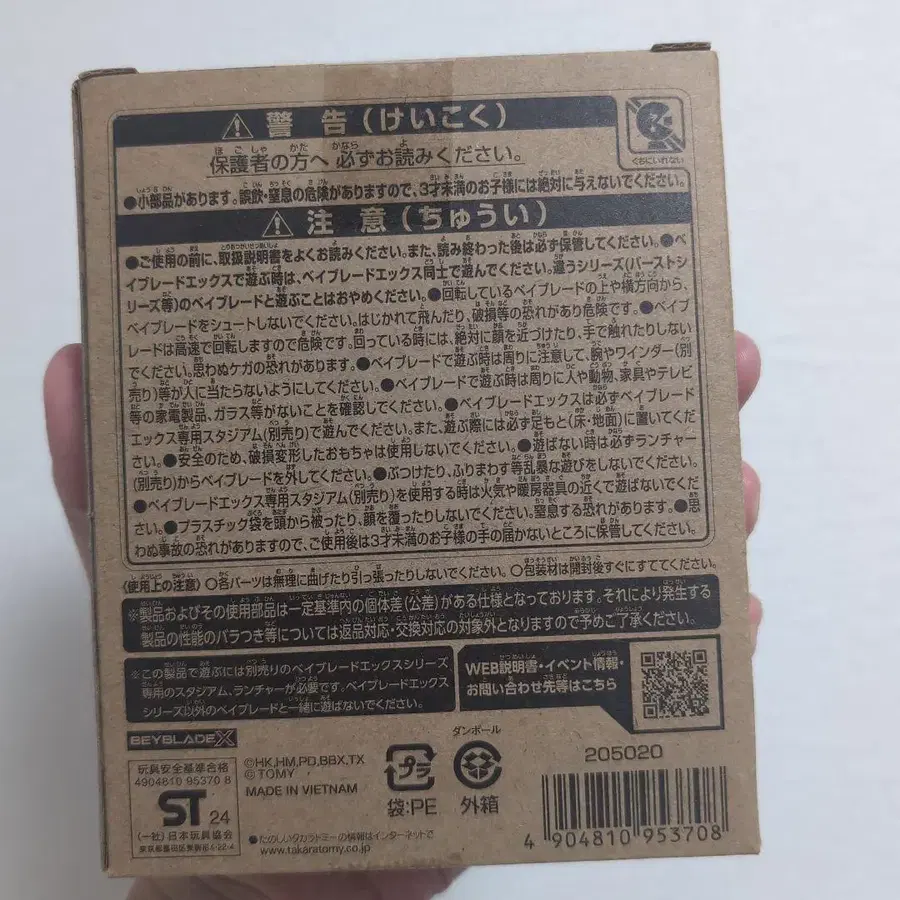 ⚠警告(けいこく)
くちにいれない
保護者の方へ 必ずお読みください。
●小部品があります。誤飲・窒息の危険がありますので、3才未満のお子様には絶対に与えないでください。
⚠注意(ちゅうい)
●ご使用の前に、取扱説明書をよくお読みください。また、読み終わった後は必ず保管してください。●ベ
イブレードエックスで遊ぶ時は、ベイブレードエックス同士で遊んでください。違うシリーズ(バーストシ
リーズ等)のベイブレードと遊ぶことはおやめください。●回転しているベイブレードの上や横方向から、
ベイブレードをシュートしないでください。はじかれて飛んだり、破損等の恐れがあり危険です。●ベイブ
レードは高速で回転しますので危険です。回っている時には、絶対に顔を近づけたり、手で触れたりしない
でください。思わぬケガの恐れがあります。●ベイブレードで遊ぶ時は周りに注意して、腕やワインダー(別
売り)等が人に当たらないようにしてください。●ベイブレードで遊ぶ時は周りに人や動物、家具やテレビ
等の家電製品、ガラス等がないことを確認してください。●ベイブレードエックスは必ずベイブレード
エックス専用スタジアム(別売り)で遊んでください。また、遊ぶ際には必ず足もと(床・地面)に置いてくだ
さい。●安全のため、破損変形したおもちゃは使用しないでください。●遊ばない時は必ずランチャー
(別売り)からベイブレードを外してください。●ぶつけたり、ふりまわす等乱暴な遊びをしないでください。
●ベイブレードエックス専用スタジアム(別売り)を使用する時は火気や暖房器具の近くで遊ばないでくだ
さい。●プラスチック袋を頭から被ったり、顔を覆ったりしないでください。窒息する恐れがあります。●思
わぬ事故の恐れがありますので、ご使用後は3才未満のお子様の手の届かないところに保管してください。
〈使用上の注意〉○各パーツは無理に曲げたり引っ張ったりしないでください。○包装材は開封後すぐにすててください。
※製品およびその使用部品は一定基準内の個体差(公差)がある仕様となっております。それにより発生する
製品の性能のバラつき等については返品対応・交換対応の対象外となりますので予めご了承ください。
※この製品で遊ぶには別売りのベイブレードエックスシリーズ
専用のスタジアム、ランチャーが必要です。ベイブレードエックス
シリーズ以外のベイブレードと一緒に遊ばないでください。
WEB説明書・イベント情報・
お問い合わせ先等はこちら
BEYBLADE X
玩具安全基準合格
4904810 95370 8
ST 24
(一社)日本玩具協会
東京都墨田区東駒形4-22-4
©HK,HM,PD,BBX,TX
©TOMY
MADE IN VIETNAM
●たのしいタカラトミーの情報はインターネットで
www.takaratomy.co.jp
プラ
袋:PE
ダンボール
外箱
205020
4 904810 953708